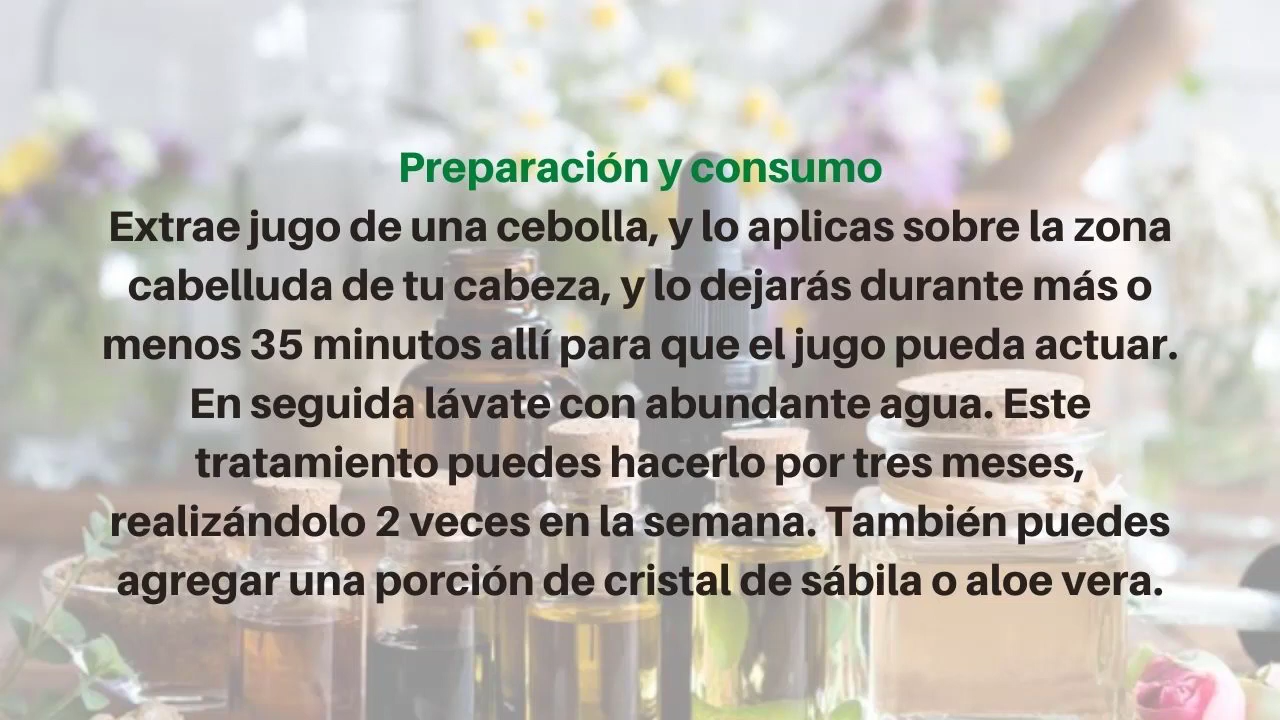 Preparación y consumo
Extrae jugo de una cebolla, y lo aplicas sobre la zona
cabelluda de tu cabeza, y lo dejarás durante más o
menos 35 minutos allí para que el jugo pueda actuar.
En seguida lávate con abundante agua. Este
tratamiento puedes hacerlo por tres meses,
realizándolo 2 veces en la semana. También puedes
agregar una porción de cristal de sábila o aloe vera.